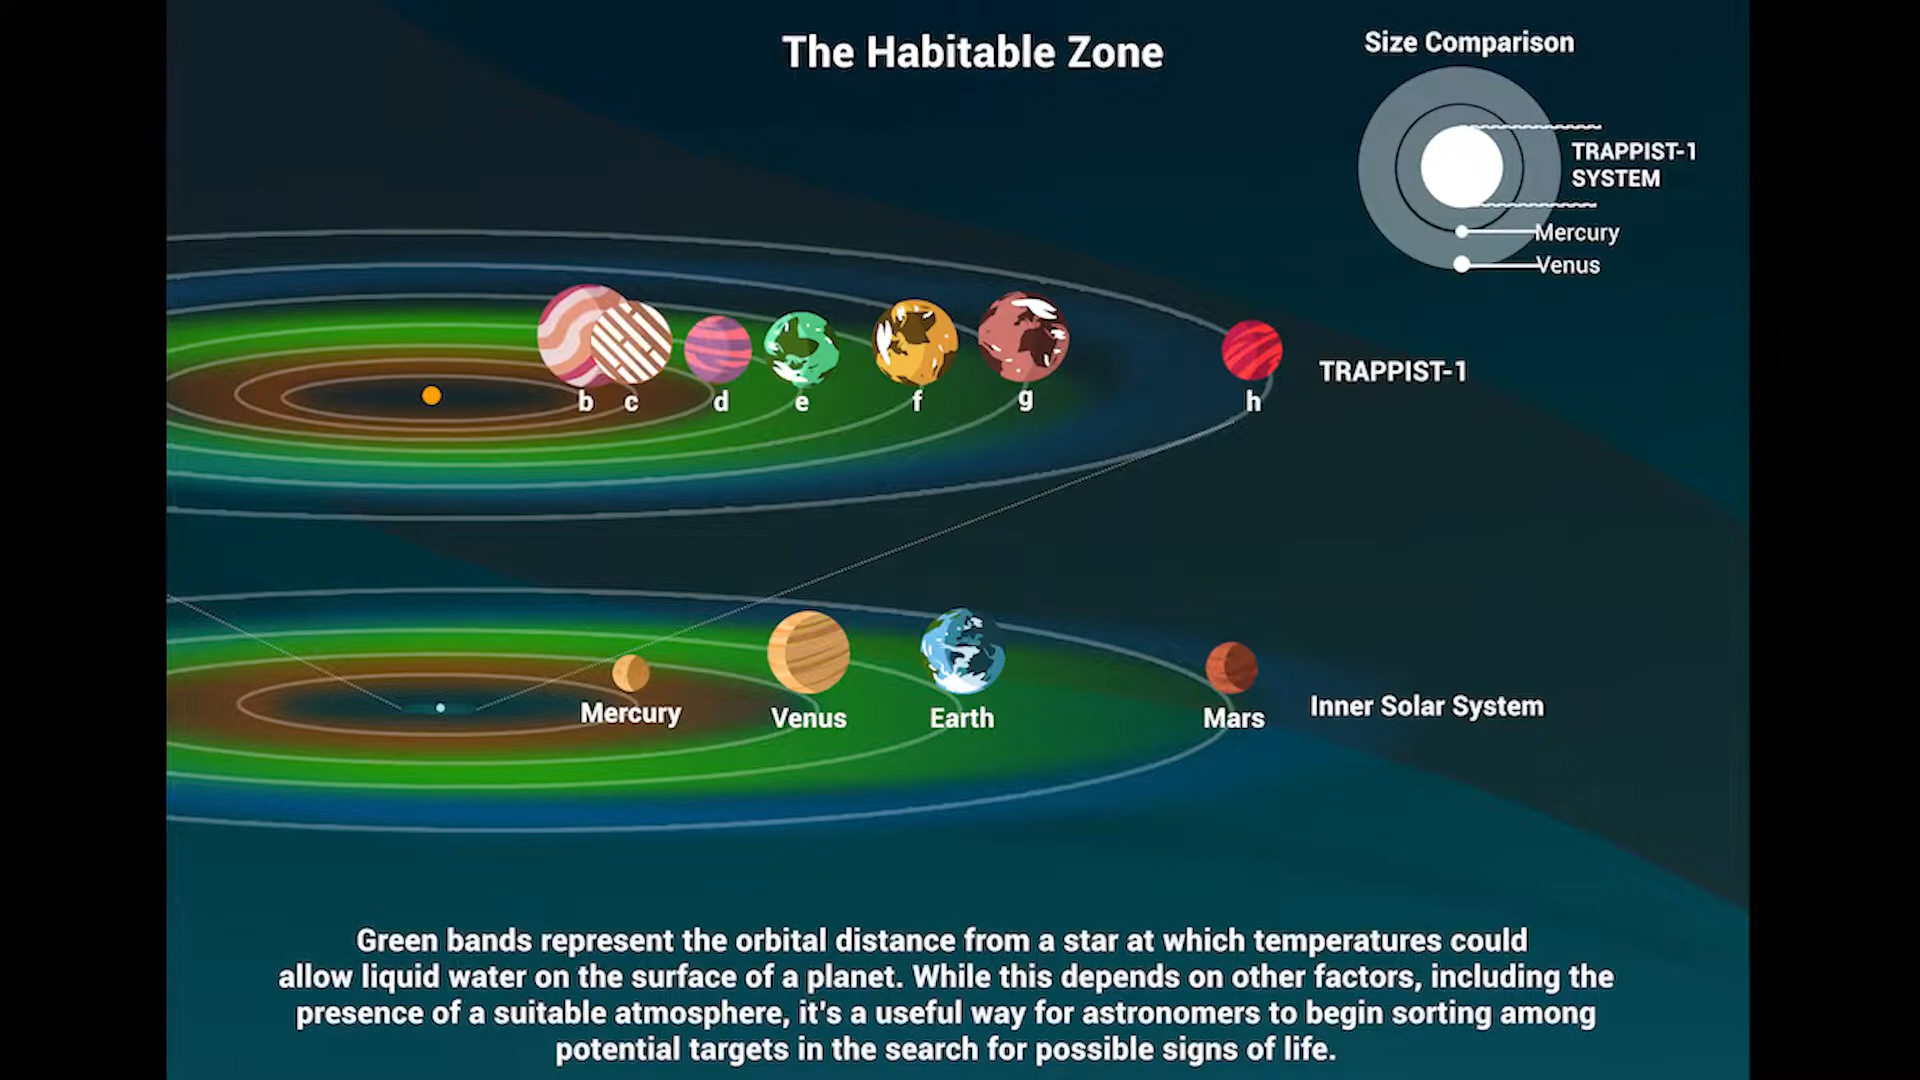 The Habitable Zone
Size Comparison
TRAPPIST-1
SYSTEM
Mercury
Venus
b c d e f g h
TRAPPIST-1
Mercury Venus Earth Mars
Inner Solar System
Green bands represent the orbital distance from a star at which temperatures could
allow liquid water on the surface of a planet. While this depends on other factors, including the
presence of a suitable atmosphere, it's a useful way for astronomers to begin sorting among
potential targets in the search for possible signs of life.